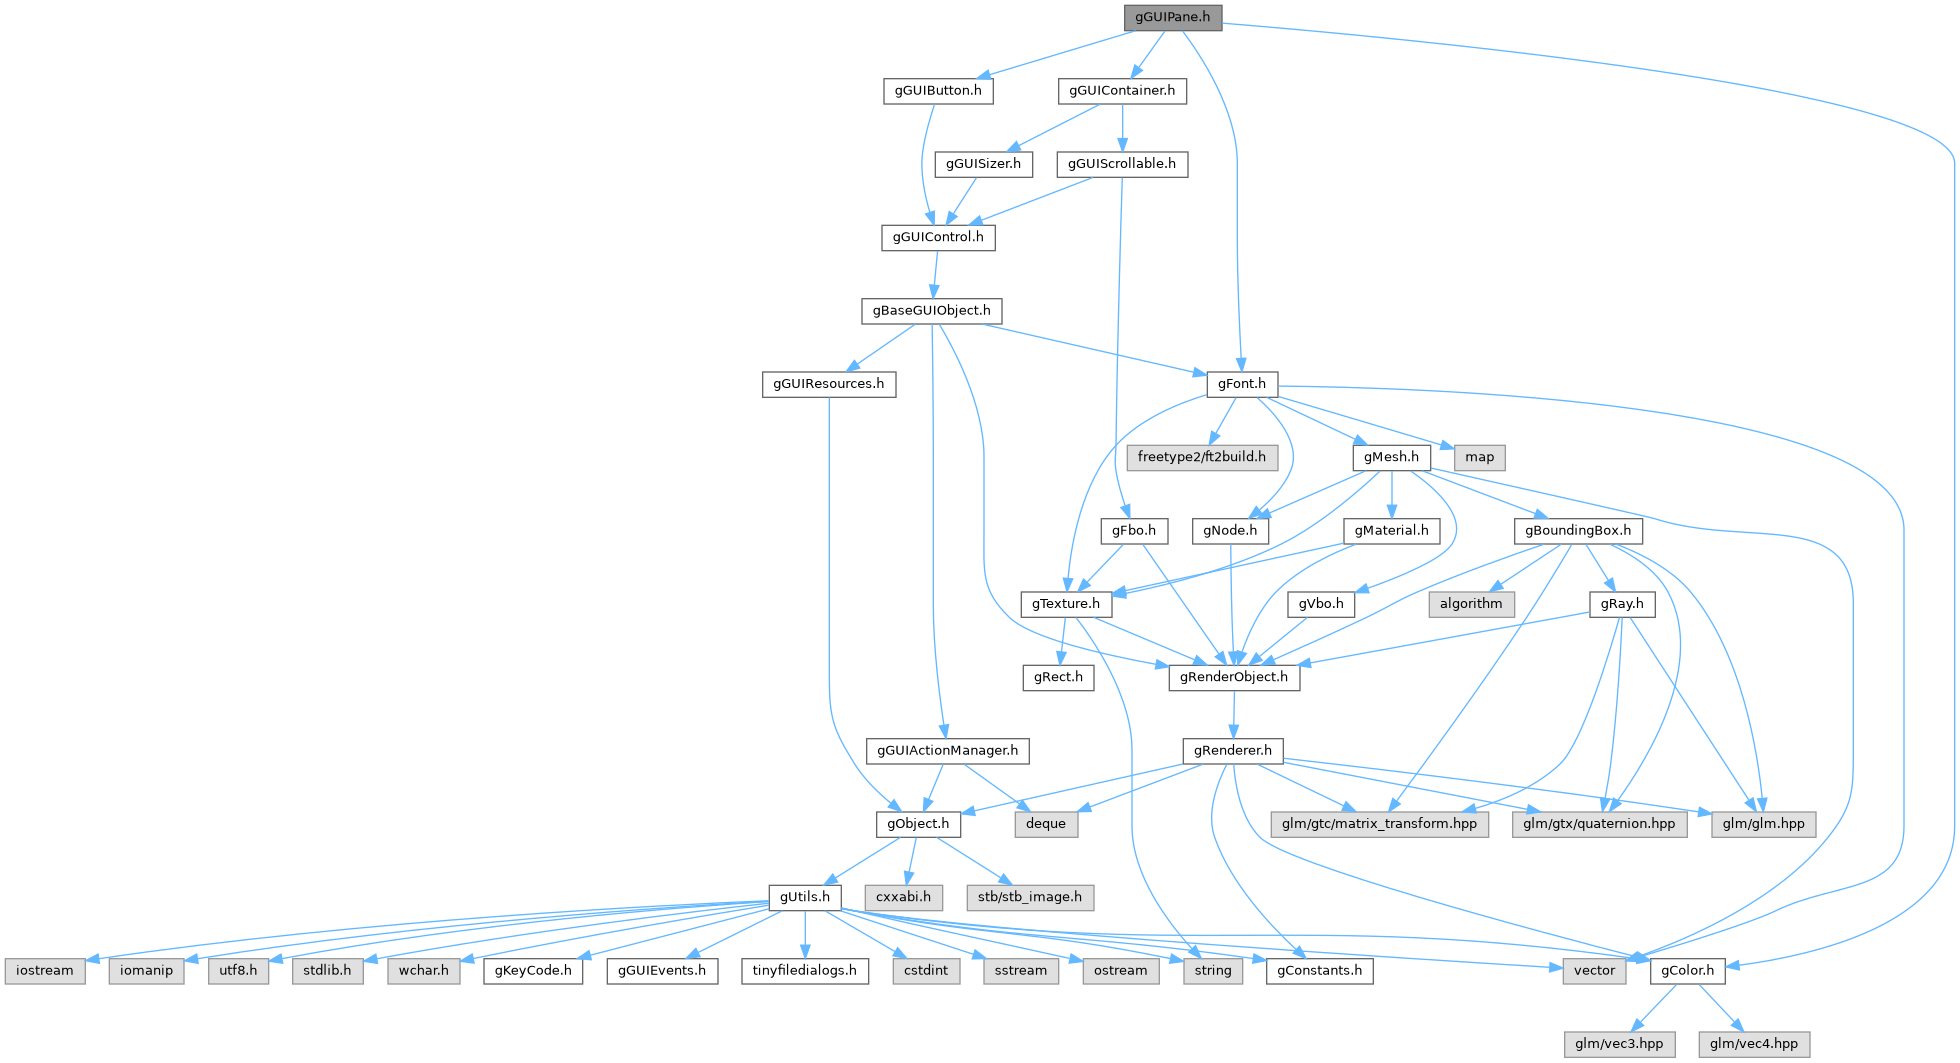 gGUIPane.h
gGUIButton.h
gGUIContainer.h
gGUISizer.h
gGUIScrollable.h
gGUIControl.h
gBaseGUIObject.h
gGUIResources.h
gFont.h
freetype2/ft2build.h
gMesh.h
map
gFbo.h
gNode.h
gMaterial.h
gBoundingBox.h
gTexture.h
gVbo.h
algorithm
gRay.h
gRect.h
gRenderObject.h
gGUIActionManager.h
gRenderer.h
gObject.h
deque
glm/gtc/matrix_transform.hpp
glm/gtx/quaternion.hpp
glm/glm.hpp
gUtils.h
cxxabi.h
stb/stb_image.h
iostream
iomanip
utf8.h
stdlib.h
wchar.h
gKeyCode.h
gGUIEvents.h
tinyfiledialogs.h
cstdint
sstream
ostream
string
gConstants.h
vector
gColor.h
glm/vec3.hpp
glm/vec4.hpp